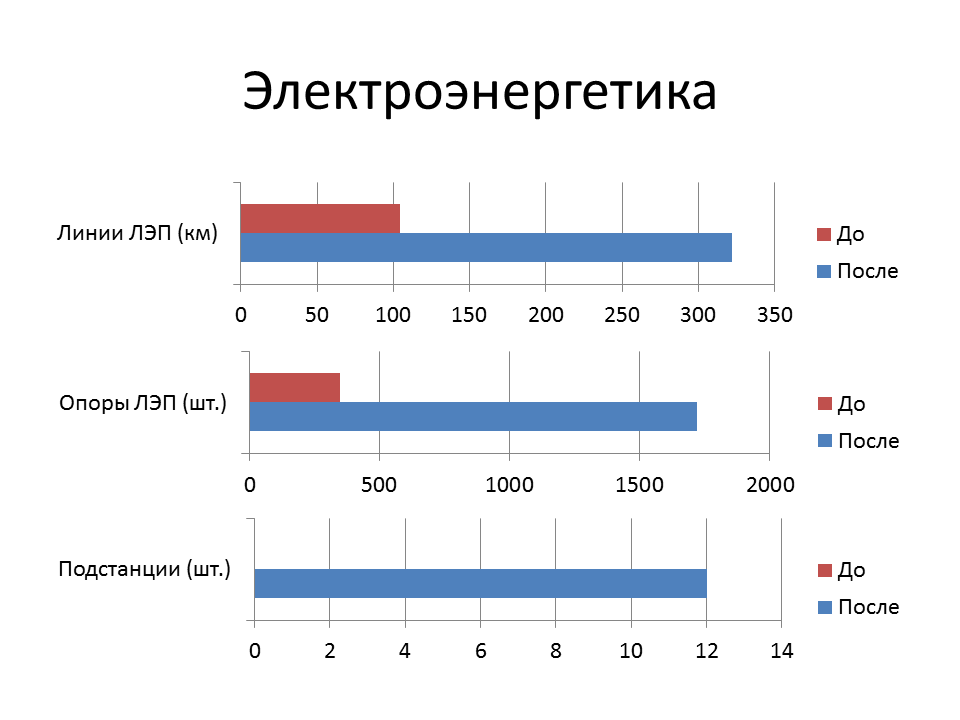 Электроэнергетика
Линии ЛЭП (км)
До
После
0 50 100 150 200 250 300 350
Опоры ЛЭП (шт.)
До
После
0 500 1000 1500 2000
Подстанции (шт.)
До
После
0 2 4 6 8 10 12 14